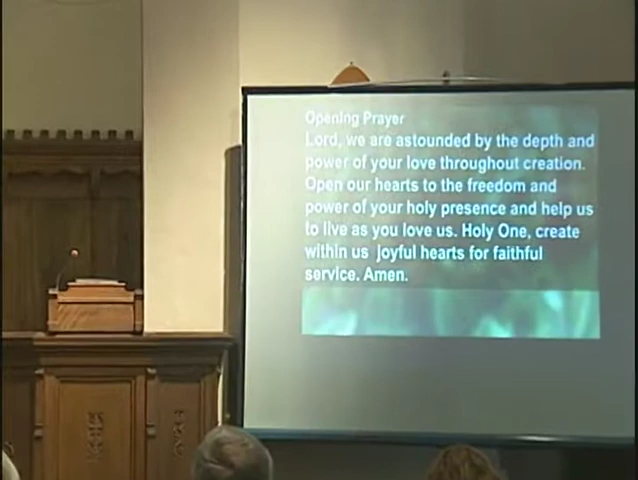 Opening Prayer
Lord, we are astounded by the depth and
power of your love throughout creation.
Open our hearts to the freedom and
power of your holy presence and help us
to live as you love us. Holy One, create
within us joyful hearts for faithful
service. Amen.